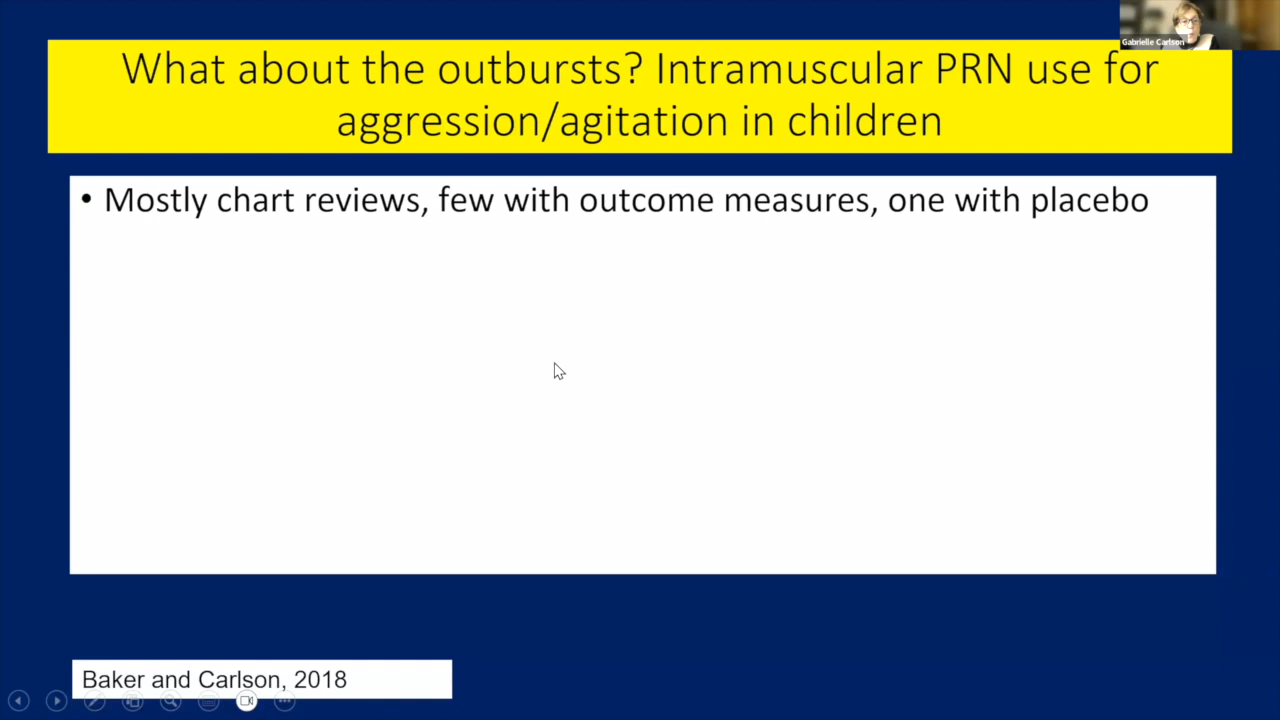 Gabrielle Carlson
What about the outbursts? Intramuscular PRN use for
aggression/agitation in children
• Mostly chart reviews, few with outcome measures, one with placebo
Baker and Carlson, 2018